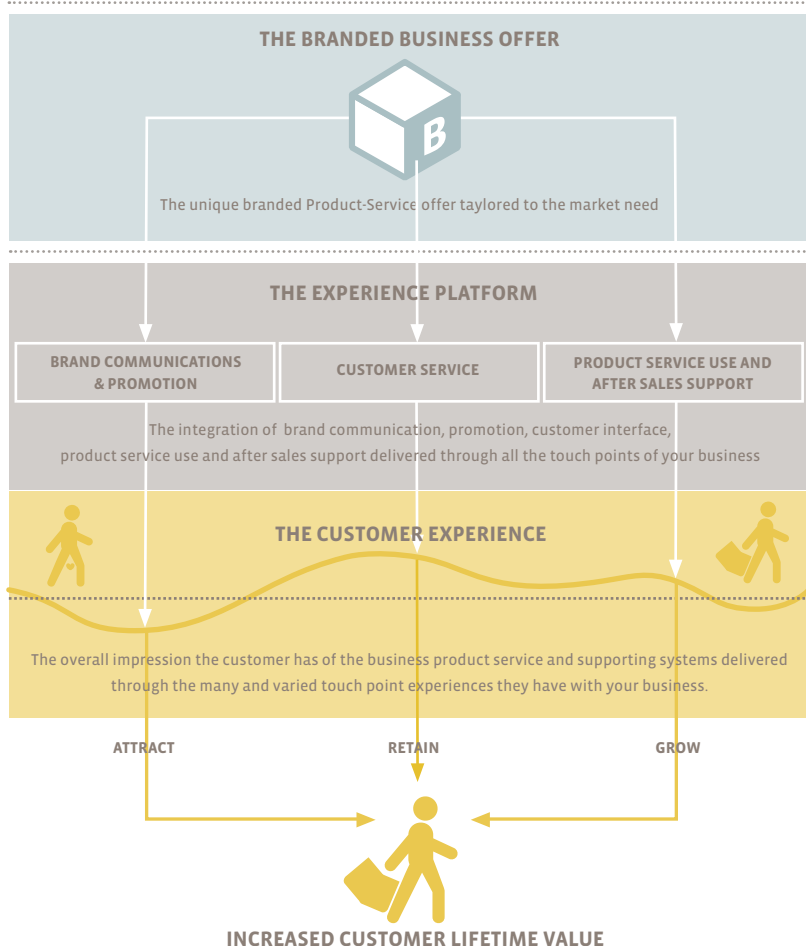 THE BRANDED BUSINESS OFFER
B
The unique branded Product-Service offer taylored to the market need
THE EXPERIENCE PLATFORM
BRAND COMMUNICATIONS
& PROMOTION
CUSTOMER SERVICE
PRODUCT SERVICE USE AND
AFTER SALES SUPPORT
The integration of brand communication, promotion, customer interface,
product service use and after sales support delivered through all the touch points of your business
THE CUSTOMER EXPERIENCE
The overall impression the customer has of the business product service and supporting systems delivered
through the many and varied touch point experiences they have with your business.
ATTRACT
RETAIN
GROW
INCREASED CUSTOMER LIFETIME VALUE